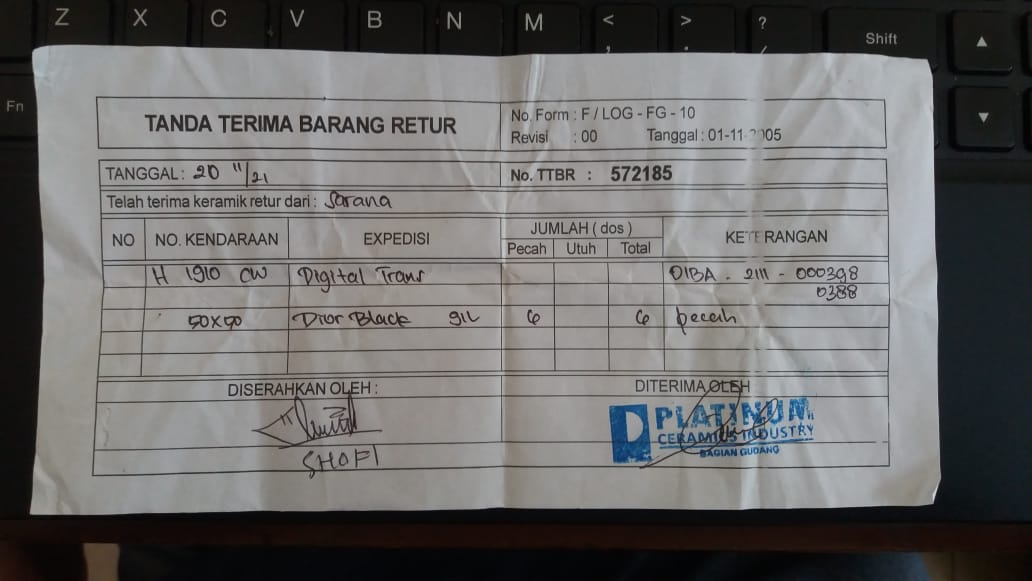 Z X C V B N M < , > . ? / Shift ▲
Fn ▼
TANDA TERIMA BARANG RETUR
No. Form : F / LOG - FG - 10
Revisi : 00 Tanggal : 01-11-2005
TANGGAL : 20 11/21 No. TTBR : 572185
Telah terima keramik retur dari : Sarana
NO NO. KENDARAAN EXPEDISI JUMLAH ( dos ) KETERANGAN
Pecah Utuh Total
H 1910 CW Digital Trans DIBA - 2111 - 000398
0388
50x50 Dior Black 6 6 pecah
DISERAHKAN OLEH : DITERIMA OLEH
SHOFI
PLATINUM
CERAMICS INDUSTRY
BAGIAN GUDANG